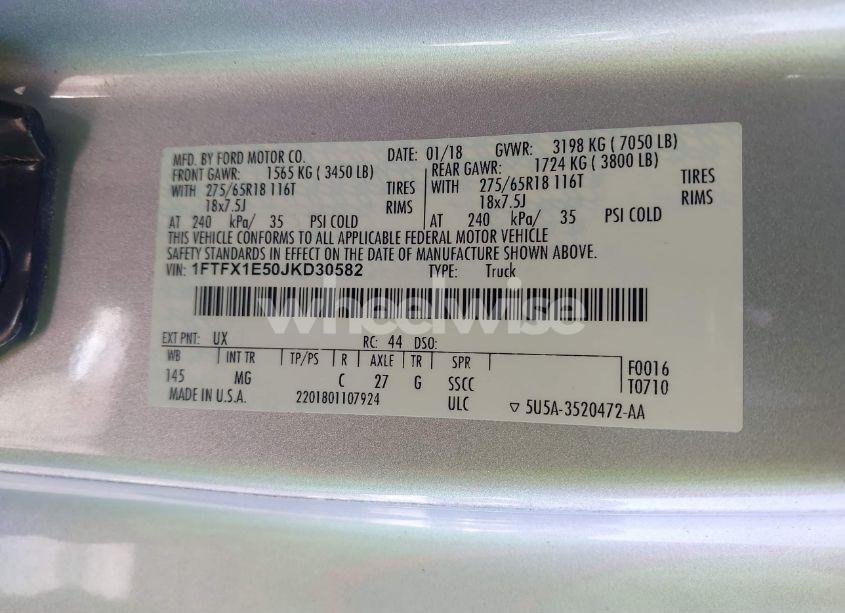 MFD. BY FORD MOTOR CO. DATE: 01/18 GVWR: 3198 KG ( 7050 LB)
FRONT GAWR: 1565 KG ( 3450 LB) REAR GAWR: 1724 KG ( 3800 LB)
WITH 275/65R18 116T TIRES WITH 275/65R18 116T TIRES
18x7.5J RIMS 18x7.5J RIMS
AT 240 kPa/ 35 PSI COLD AT 240 kPa/ 35 PSI COLD
THIS VEHICLE CONFORMS TO ALL APPLICABLE FEDERAL MOTOR VEHICLE
SAFETY STANDARDS IN EFFECT ON THE DATE OF MANUFACTURE SHOWN ABOVE.
VIN: 1FTFX1E50JKD30582 TYPE: Truck
wheelwise
EXT PNT: UX RC: 44 DSO:
WB INT TR TP/PS R AXLE TR SPR F0016
145 MG C 27 G SSCC T0710
MADE IN U.S.A. 2201801107924 ULC ▽ 5U5A-3520472-AA